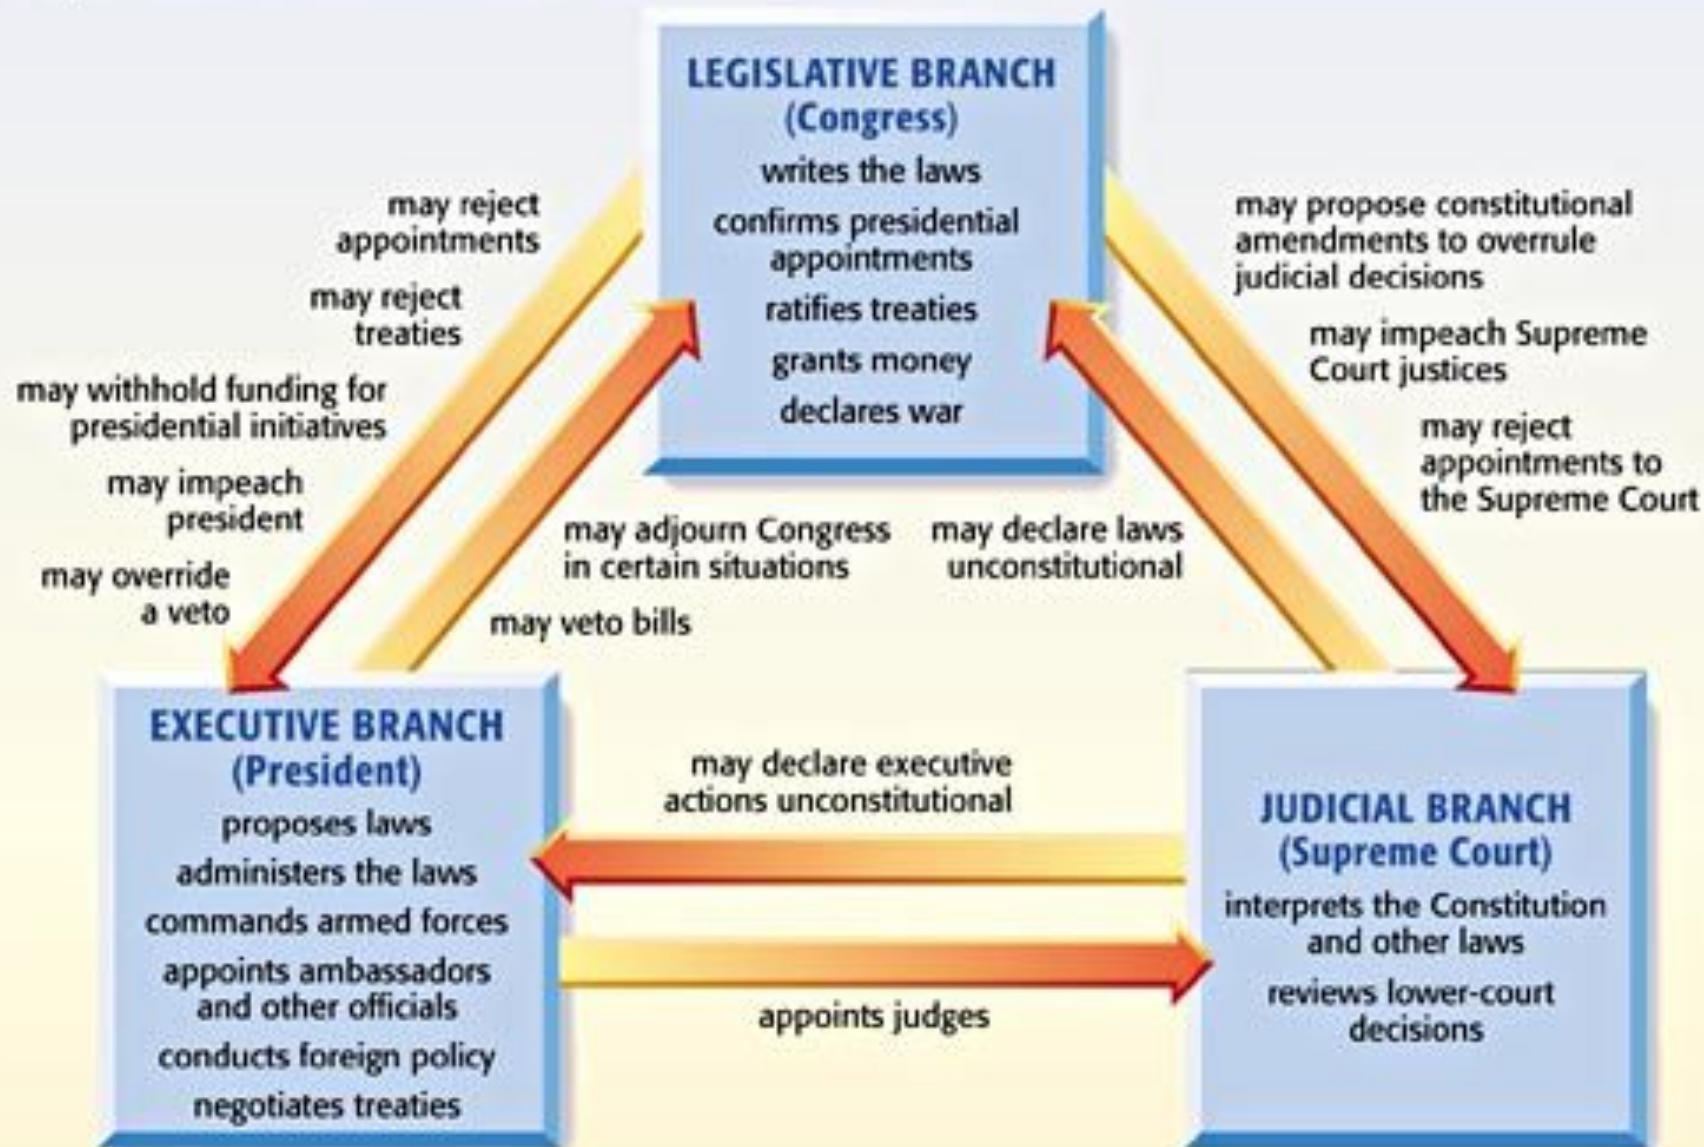 LEGISLATIVE BRANCH
(Congress)
writes the laws
confirms presidential
appointments
ratifies treaties
grants money
declares war
may reject
appointments
may reject
treaties
may withhold funding for
presidential initiatives
may impeach
president
may override
a veto
may adjourn Congress
in certain situations
may veto bills
may declare laws
unconstitutional
may propose constitutional
amendments to overrule
judicial decisions
may impeach Supreme
Court justices
may reject
appointments to
the Supreme Court
EXECUTIVE BRANCH
(President)
proposes laws
administers the laws
commands armed forces
appoints ambassadors
and other officials
conducts foreign policy
negotiates treaties
may declare executive
actions unconstitutional
appoints judges
JUDICIAL BRANCH
(Supreme Court)
interprets the Constitution
and other laws
reviews lower-court
decisions